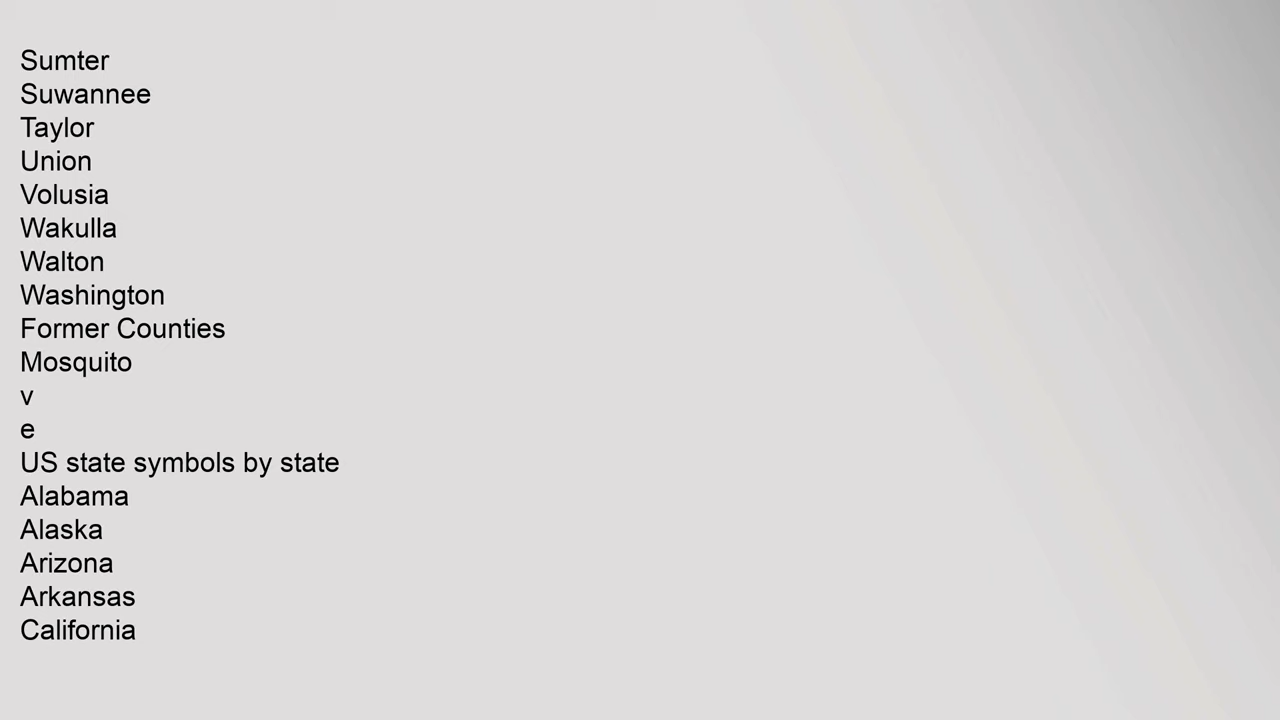 Sumter
Suwannee
Taylor
Union
Volusia
Wakulla
Walton
Washington
Former Counties
Mosquito
v
e
US state symbols by state
Alabama
Alaska
Arizona
Arkansas
California